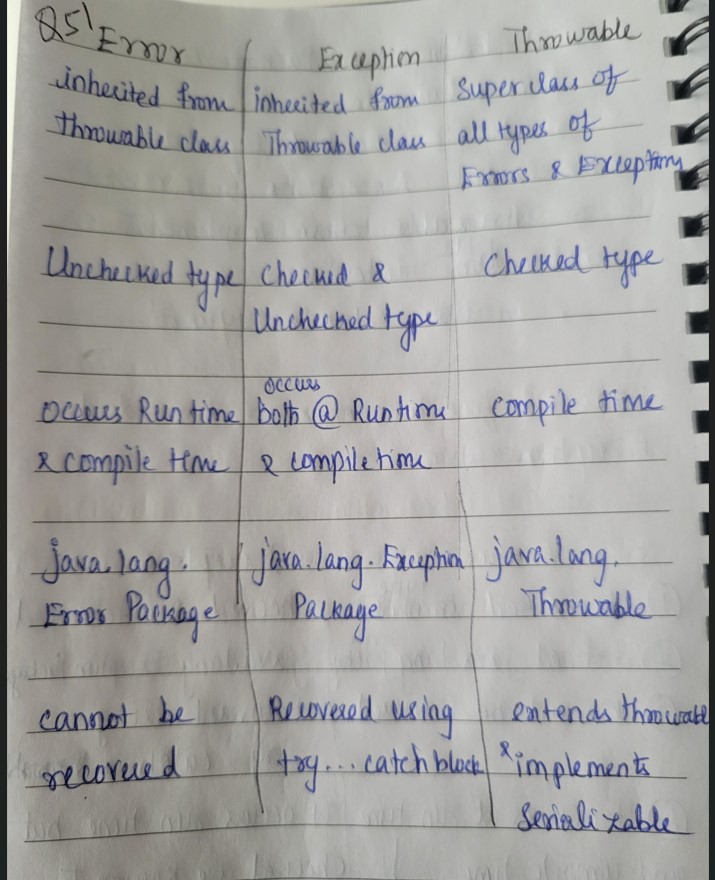 Q5) Error Exception Throwable
inherited from inherited from Super class of
throwable class Throwable class all types of
Errors & Exception
Unchecked type Checked & Checked type
Unchecked type
occurs Run time occurs both @ Runtime compile time
& compile time & compile time
java.lang. java.lang.Exception java.lang.
Error Package Package Throwable
cannot be Recovered using extends throwable
recovered try...catch block & implements
Serializable